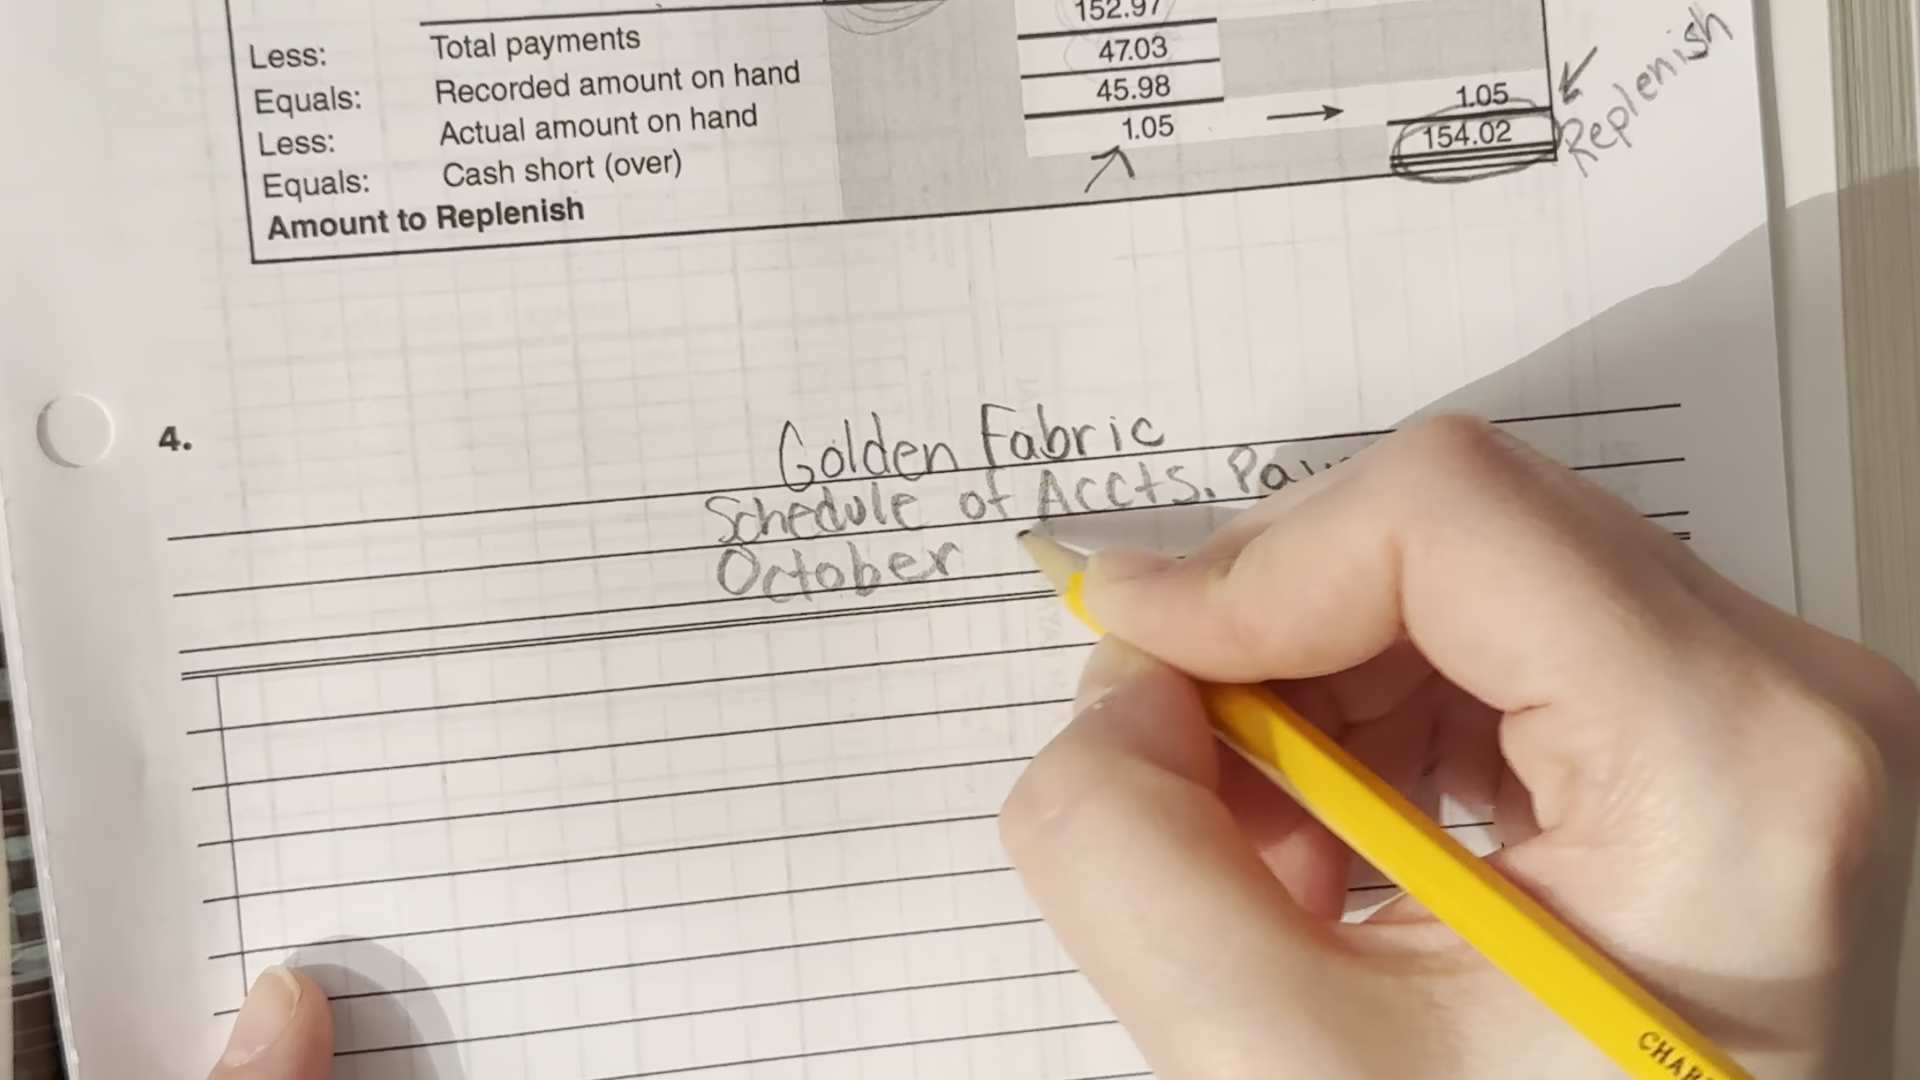 152.97
Less: Total payments 47.03
Equals: Recorded amount on hand 45.98 1.05
Less: Actual amount on hand 1.05 154.02
Equals: Cash short (over)
Amount to Replenish
Replenish
4. Golden Fabric
Schedule of Accts.
October